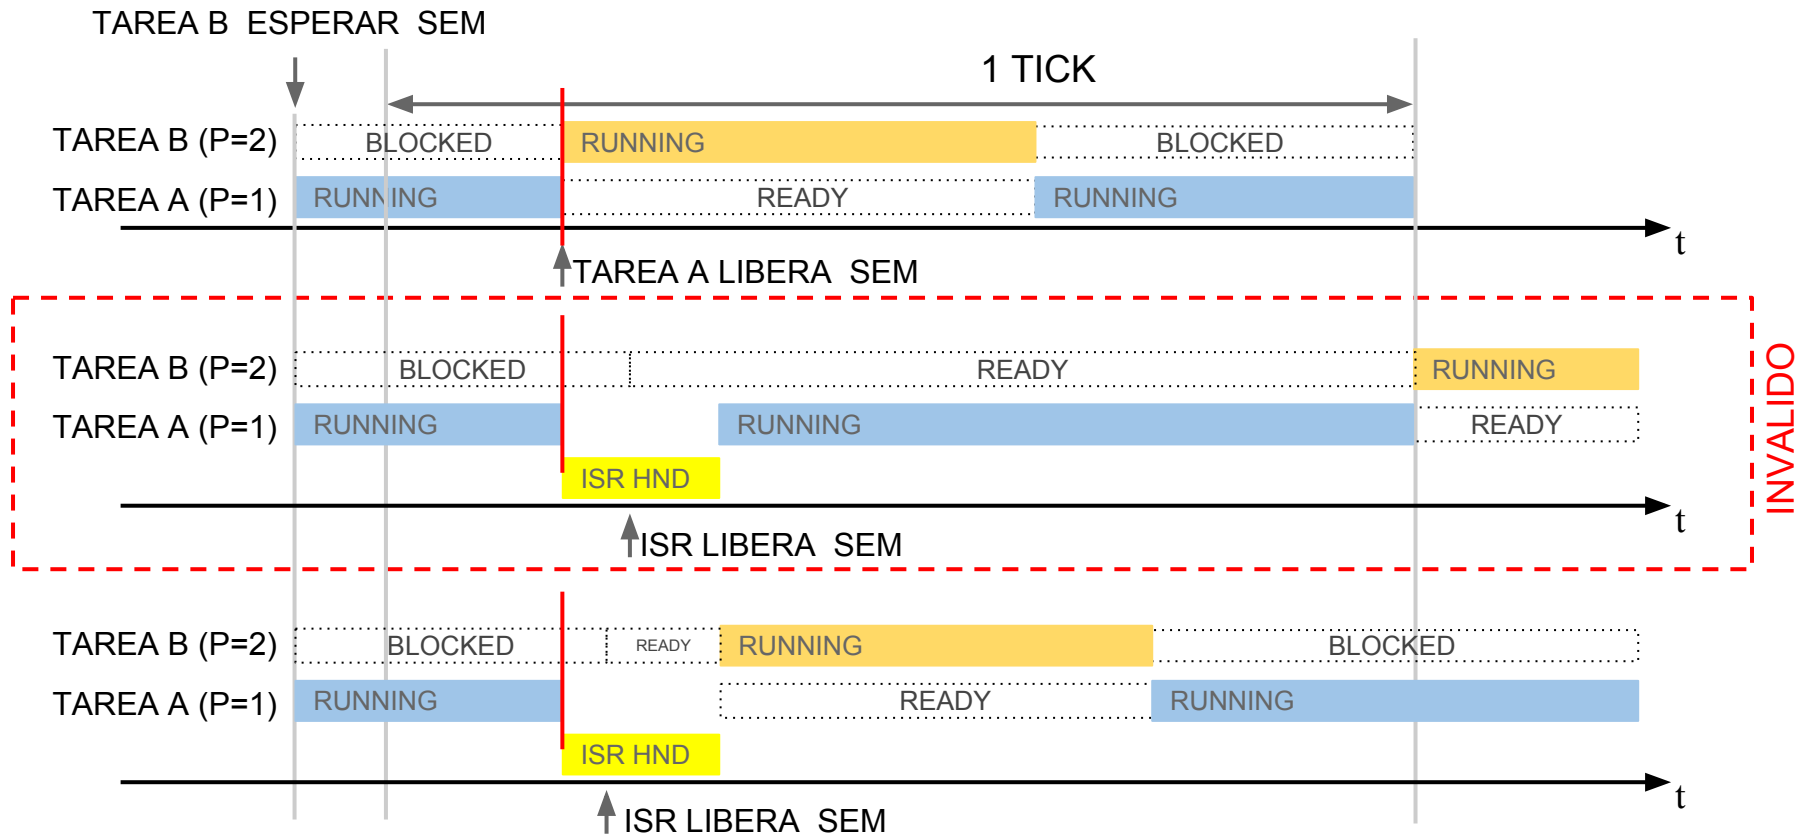 TAREA B ESPERAR SEM
1 TICK
TAREA B (P=2) BLOCKED RUNNING BLOCKED
TAREA A (P=1) RUNNING READY RUNNING
t
TAREA A LIBERA SEM
TAREA B (P=2) BLOCKED READY RUNNING
TAREA A (P=1) RUNNING RUNNING READY
ISR HND
t
ISR LIBERA SEM
INVALIDO
TAREA B (P=2) BLOCKED READY RUNNING BLOCKED
TAREA A (P=1) RUNNING READY RUNNING
ISR HND
t
ISR LIBERA SEM